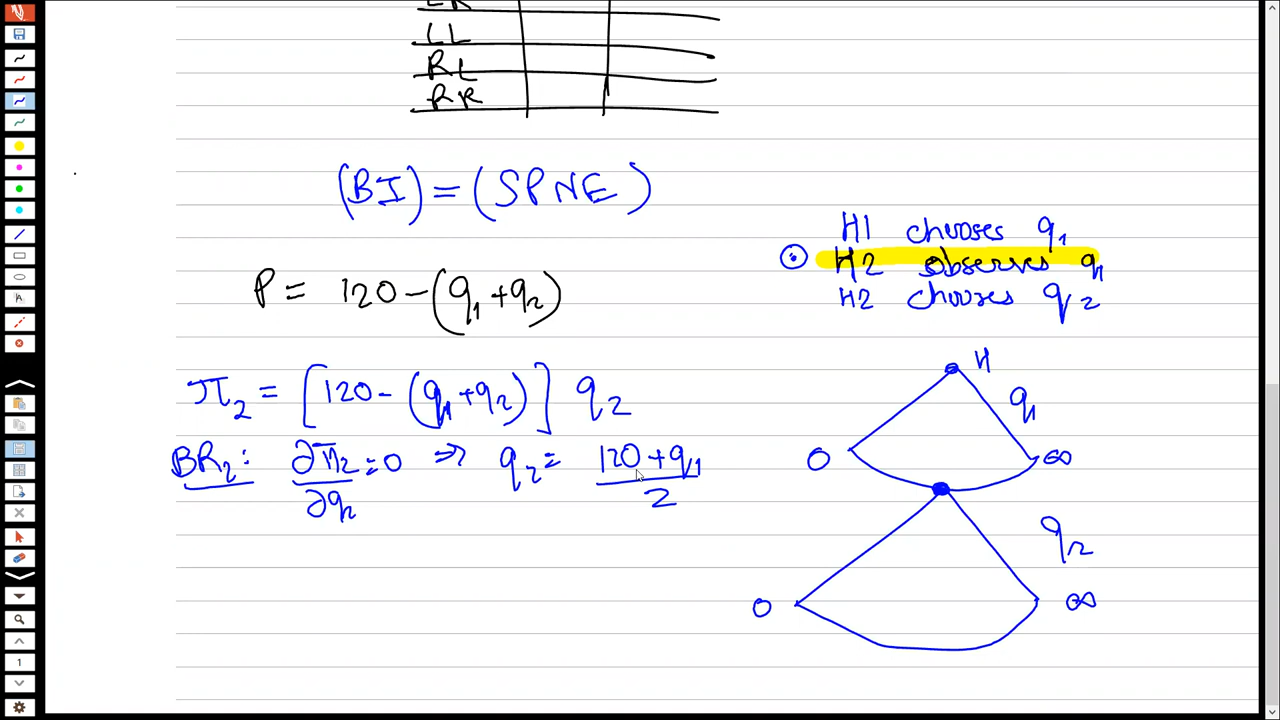 LL
RL
RR
(BI) = (SPNE)
H1 chooses q1
H2 observes q1
H2 chooses q2
P = 120 - (q1 + q2)
π2 = [120 - (q1 + q2)] q2
H
q1
BR2: ∂π2/∂q2 = 0 ⇒ q2 = (120 + q1)/2
0 ∞
q2
0 ∞
1